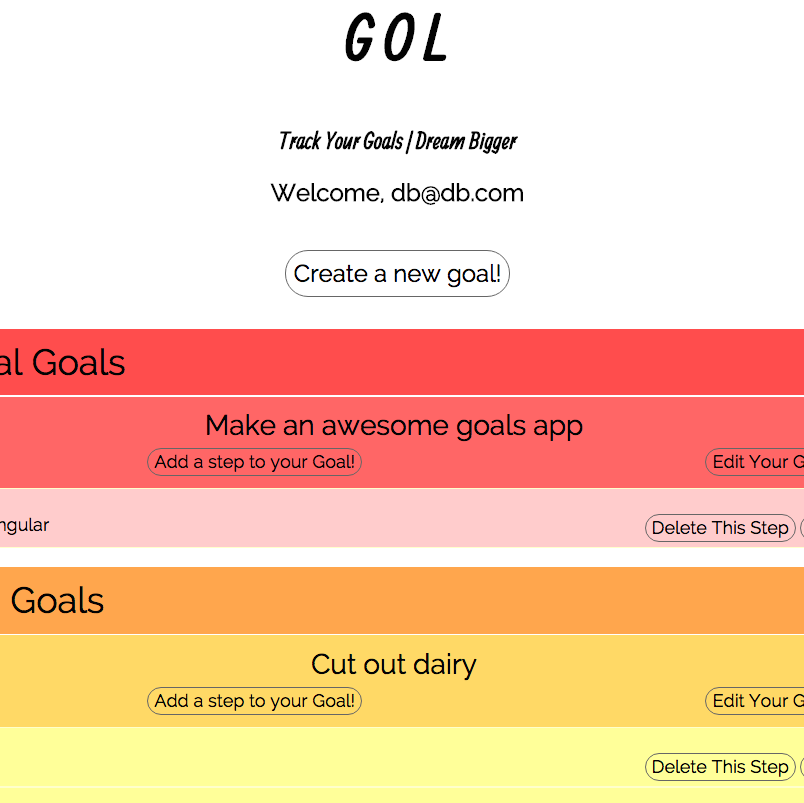 GOL
Track Your Goals | Dream Bigger
Welcome, db@db.com
Create a new goal!
Goals
Make an awesome goals app
Add a step to your Goal! Edit Your
Delete This Step
Goals
Cut out dairy
Add a step to your Goal! Edit Your
Delete This Step